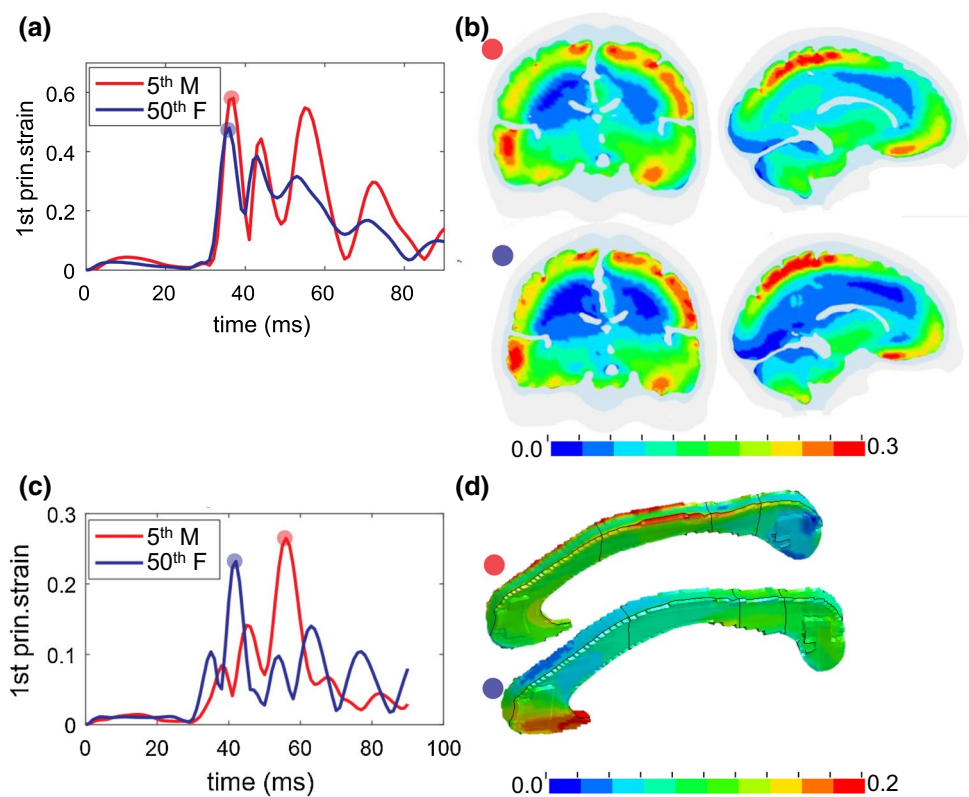 (a)
1st prin.strain
0.6
0.4
0.2
0
5th M
50th F
0 20 40 60 80
time (ms)
(b)
0.0 0.3
(c)
1st prin.strain
0.3
0.2
0.1
0
5th M
50th F
0 20 40 60 80 100
time (ms)
(d)
0.0 0.2